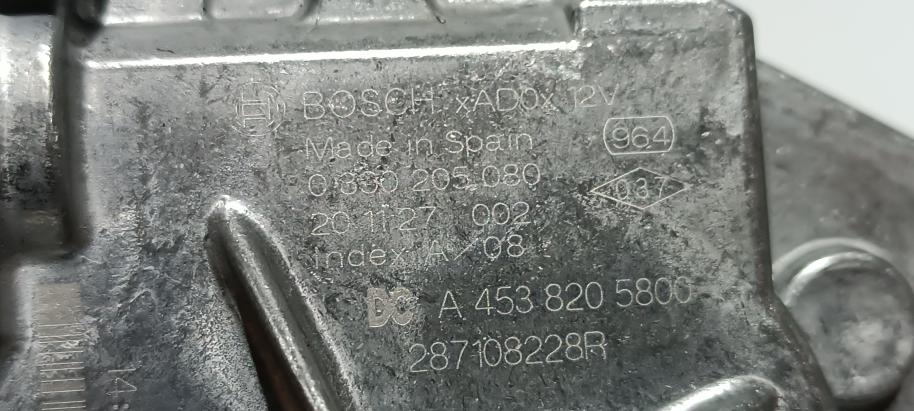 BOSCH xAD0x 12V
Made in Spain
964
0 390 205 080
037
20 11 27 002
Index A / 08
DC A 453 820 5800
287108228R